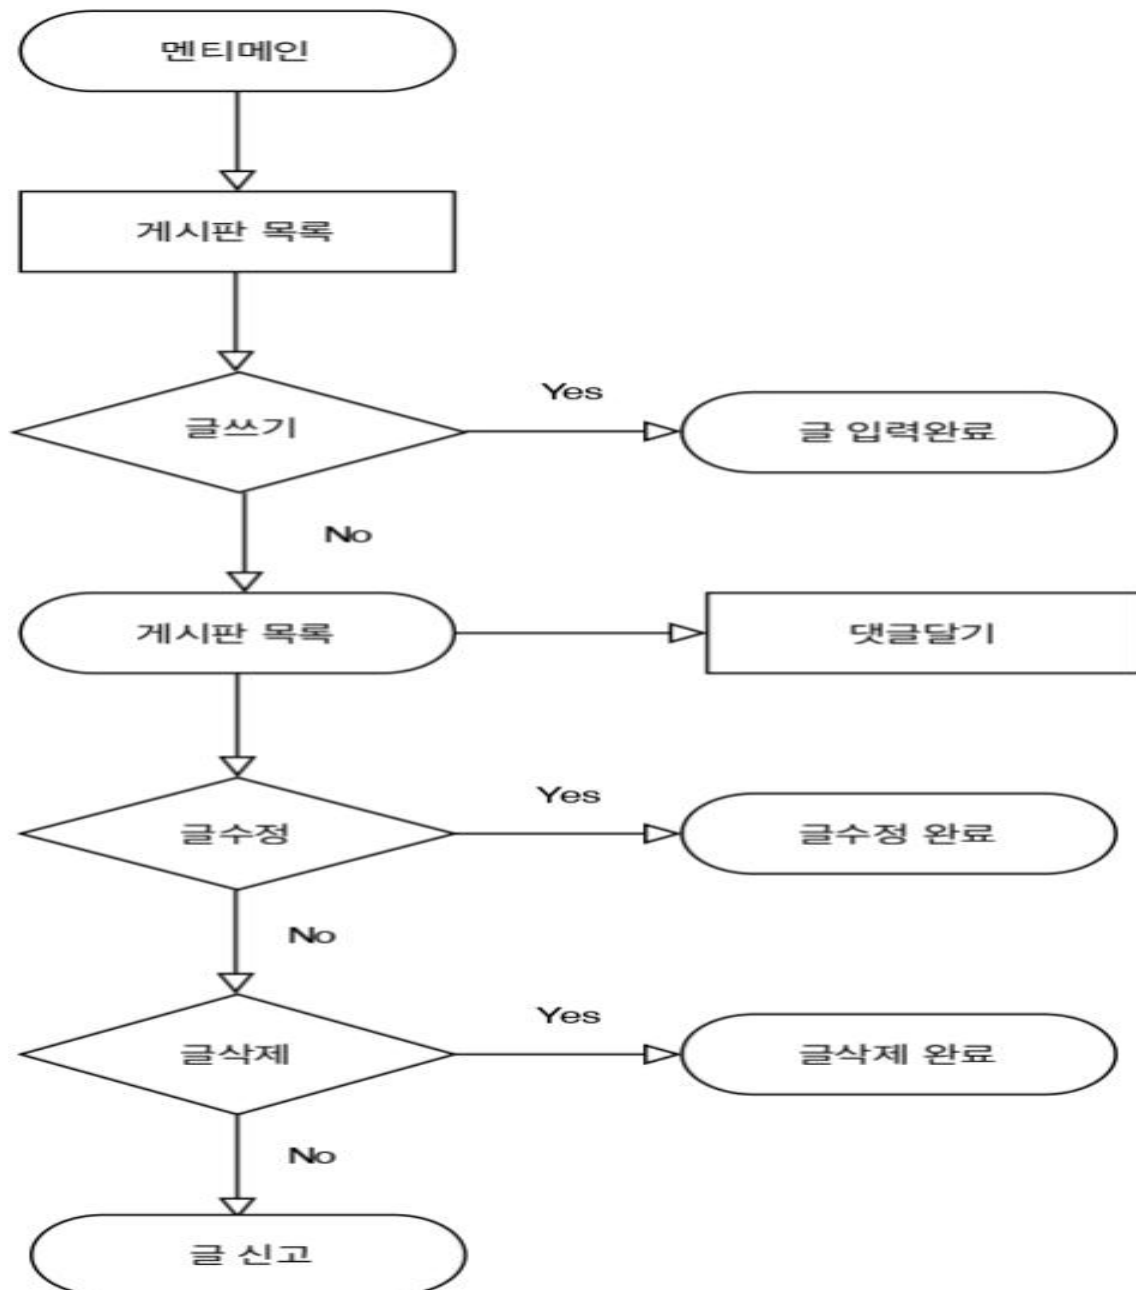 멘티메인
게시판 목록
글쓰기
Yes
글 입력완료
No
게시판 목록
댓글달기
글수정
Yes
글수정 완료
No
글삭제
Yes
글삭제 완료
No
글 신고